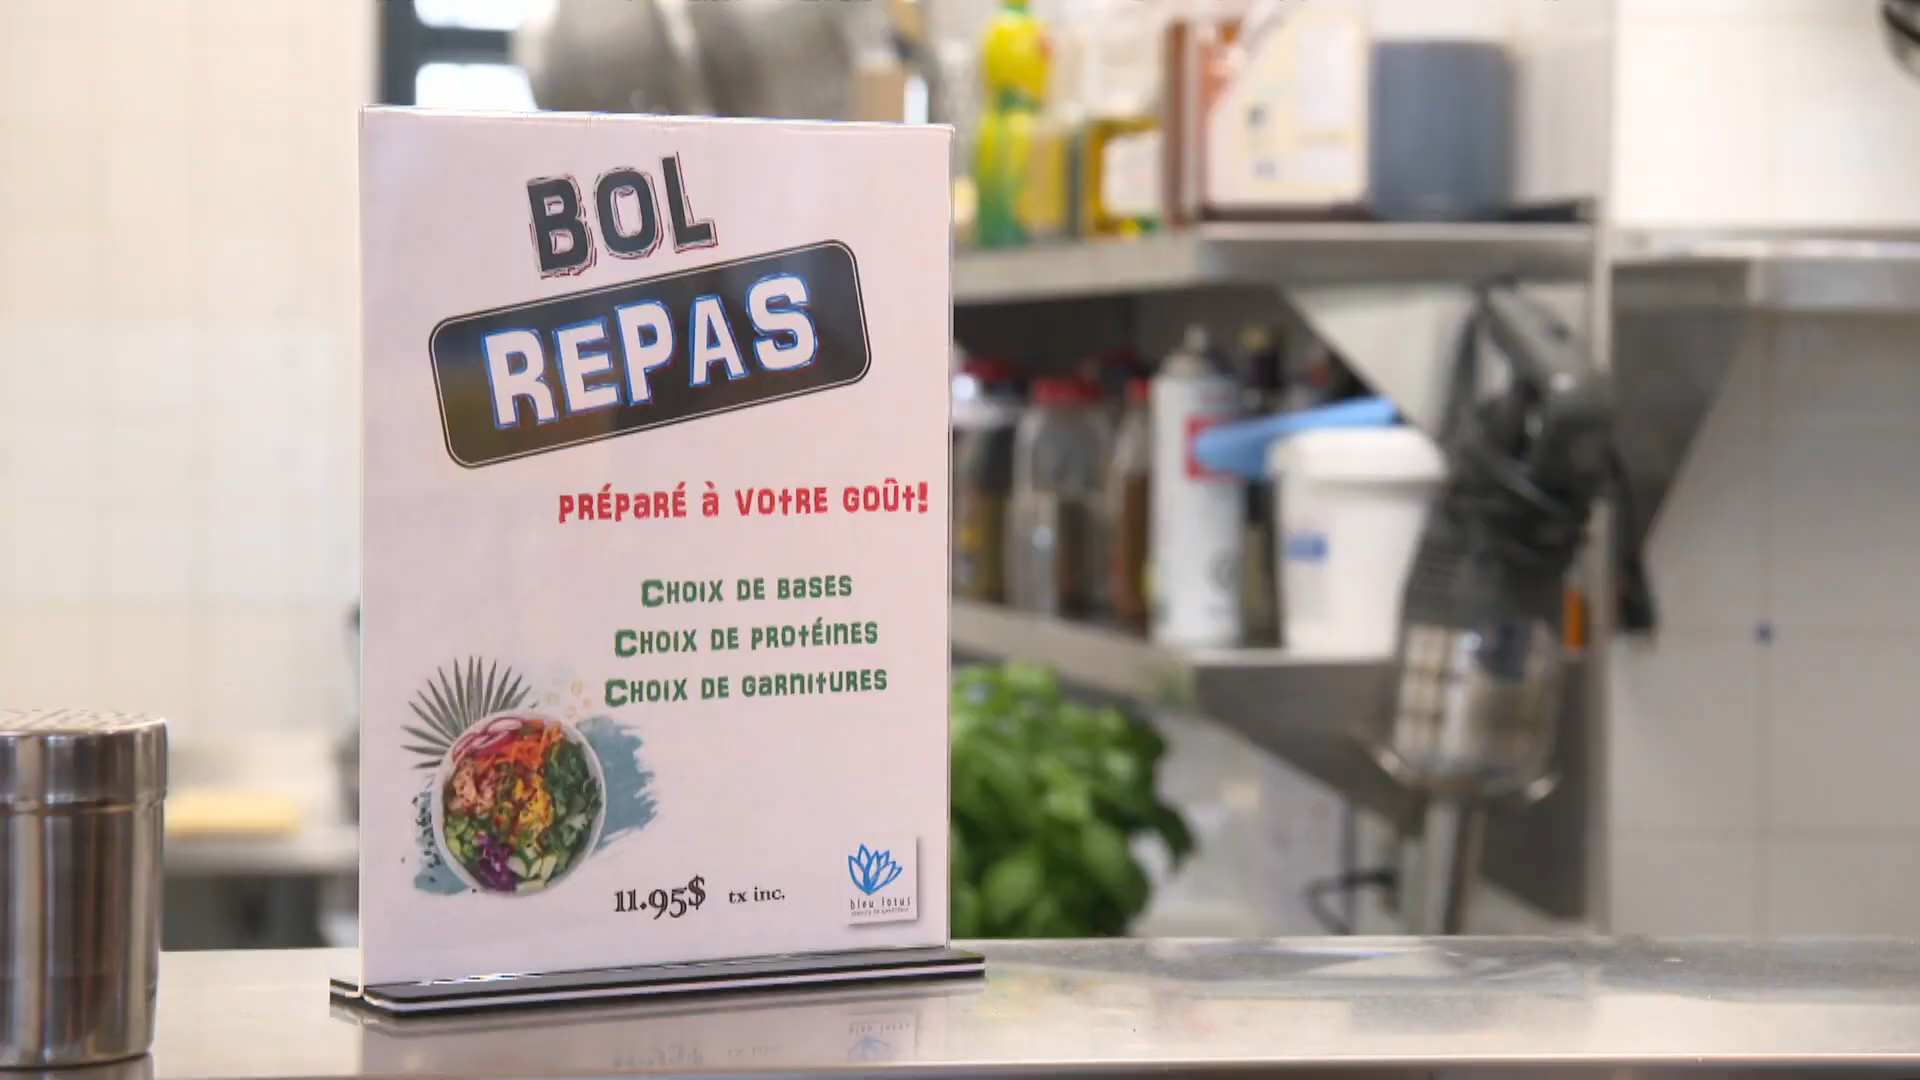 BOL
REPAS
PRÉPARÉ À VOTRE GOÛT!
CHOIX DE BASES
CHOIX DE PROTÉINES
CHOIX DE GARNITURES
11.95$ tx inc.
bleu lotus